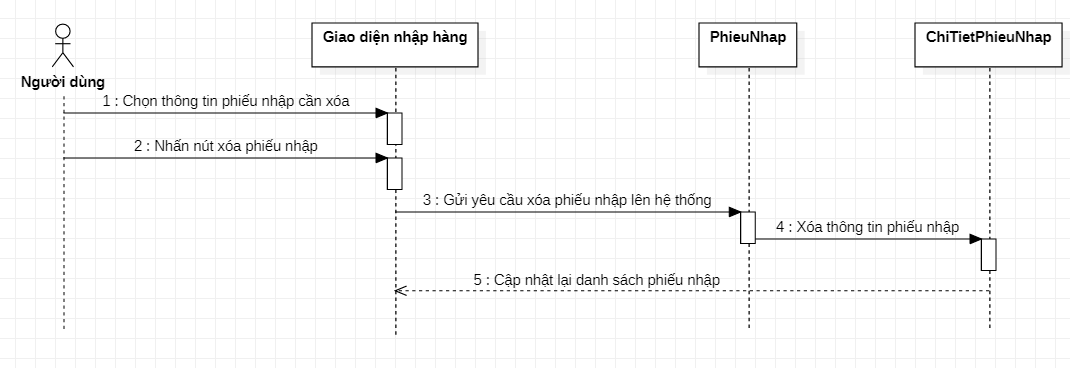 Giao diện nhập hàng
PhieuNhap
ChiTietPhieuNhap
Người dùng
1 : Chọn thông tin phiếu nhập cần xóa
2 : Nhấn nút xóa phiếu nhập
3 : Gửi yêu cầu xóa phiếu nhập lên hệ thống
4 : Xóa thông tin phiếu nhập
5 : Cập nhật lại danh sách phiếu nhập